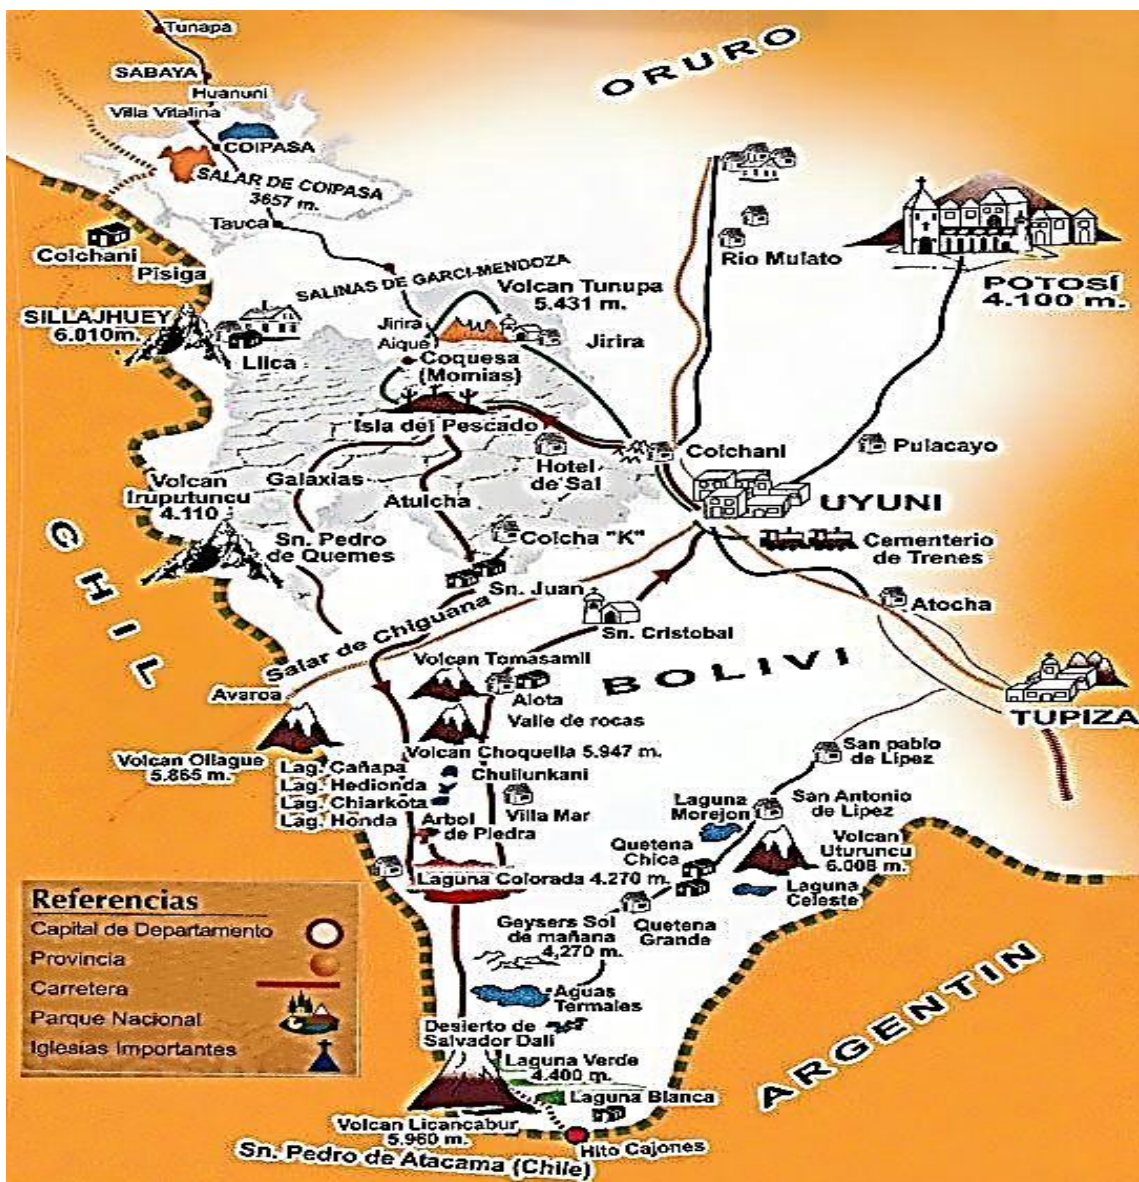 Tunapa
ORURO
SABAYA
Huanuni
Villa Vitalina
COIPASA
SALAR DE COIPASA
3657 m.
Tauca
Colchani
Pisiga
Rio Mulato
POTOSÍ
4.100 m.
SALINAS DE GARCI-MENDOZA
Volcan Tunupa
5.431 m.
SILLAJHUEY
6.010m.
Llica
Jirira
Aique
Jirira
Coquesa
(Momias)
Isla del Pescado
Hotel
de Sal
Colchani
Pulacayo
UYUNI
Galaxias
Volcan
Iruputuncu
4.110
Atulcha
Colcha "K"
Cementerio
de Trenes
Sn. Pedro
de Quemes
CHIL
Sn. Juan
Atocha
Salar de Chiguana
Sn. Cristobal
BOLIVI
Avaroa
Volcan Tomasamil
Alota
Valle de rocas
TUPIZA
Volcan Ollague
5.865 m.
Volcan Choquella 5.947 m.
San pablo
de Lipez
Lag. Cañapa
Lag. Hedionda
Lag. Chiarkota
Lag. Honda
Chullunkani
Villa Mar
Arbol
de Piedra
Laguna
Morejon
San Antonio
de Lipez
Volcan
Uturuncu
6.008 m.
Quetena
Chica
Laguna Colorada 4.270 m.
Laguna
Celeste
Quetena
Grande
Geysers Sol
de mañana
4,270 m.
Referencias
Capital de Departamento
Provincia
Carretera
Parque Nacional
Iglesias Importantes
Aguas
Termales
ARGENTIN
Desierto de
Salvador Dali
Laguna Verde
4.400 m.
Laguna Blanca
Volcan Licancabur
5.960 m.
Hito Cajones
Sn. Pedro de Atacama (Chile)